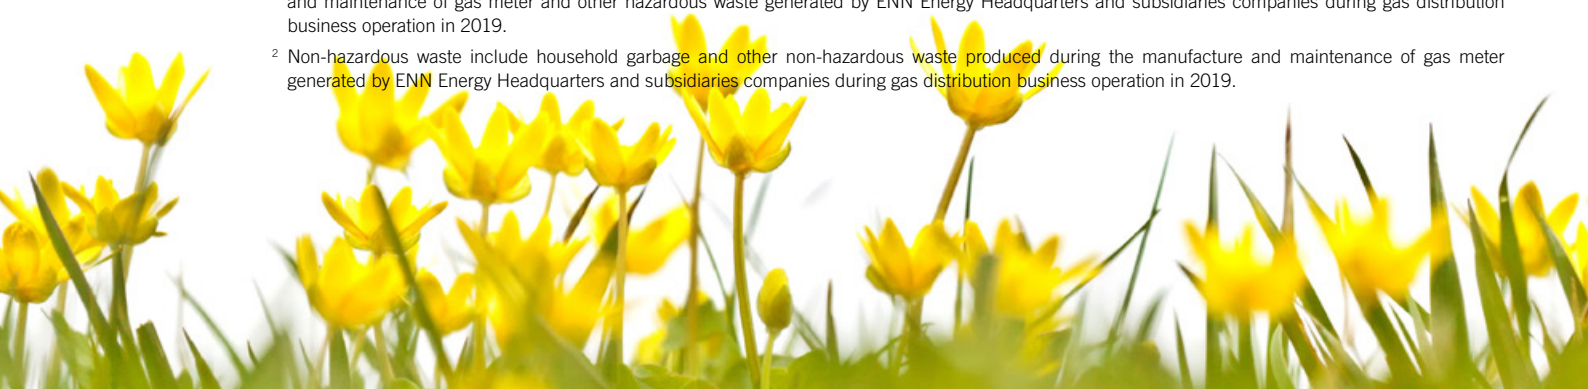 and maintenance of gas meter and other hazardous waste generated by ENN Energy Headquarters and subsidiaries companies during gas distribution
business operation in 2019.
² Non-hazardous waste include household garbage and other non-hazardous waste produced during the manufacture and maintenance of gas meter
generated by ENN Energy Headquarters and subsidiaries companies during gas distribution business operation in 2019.